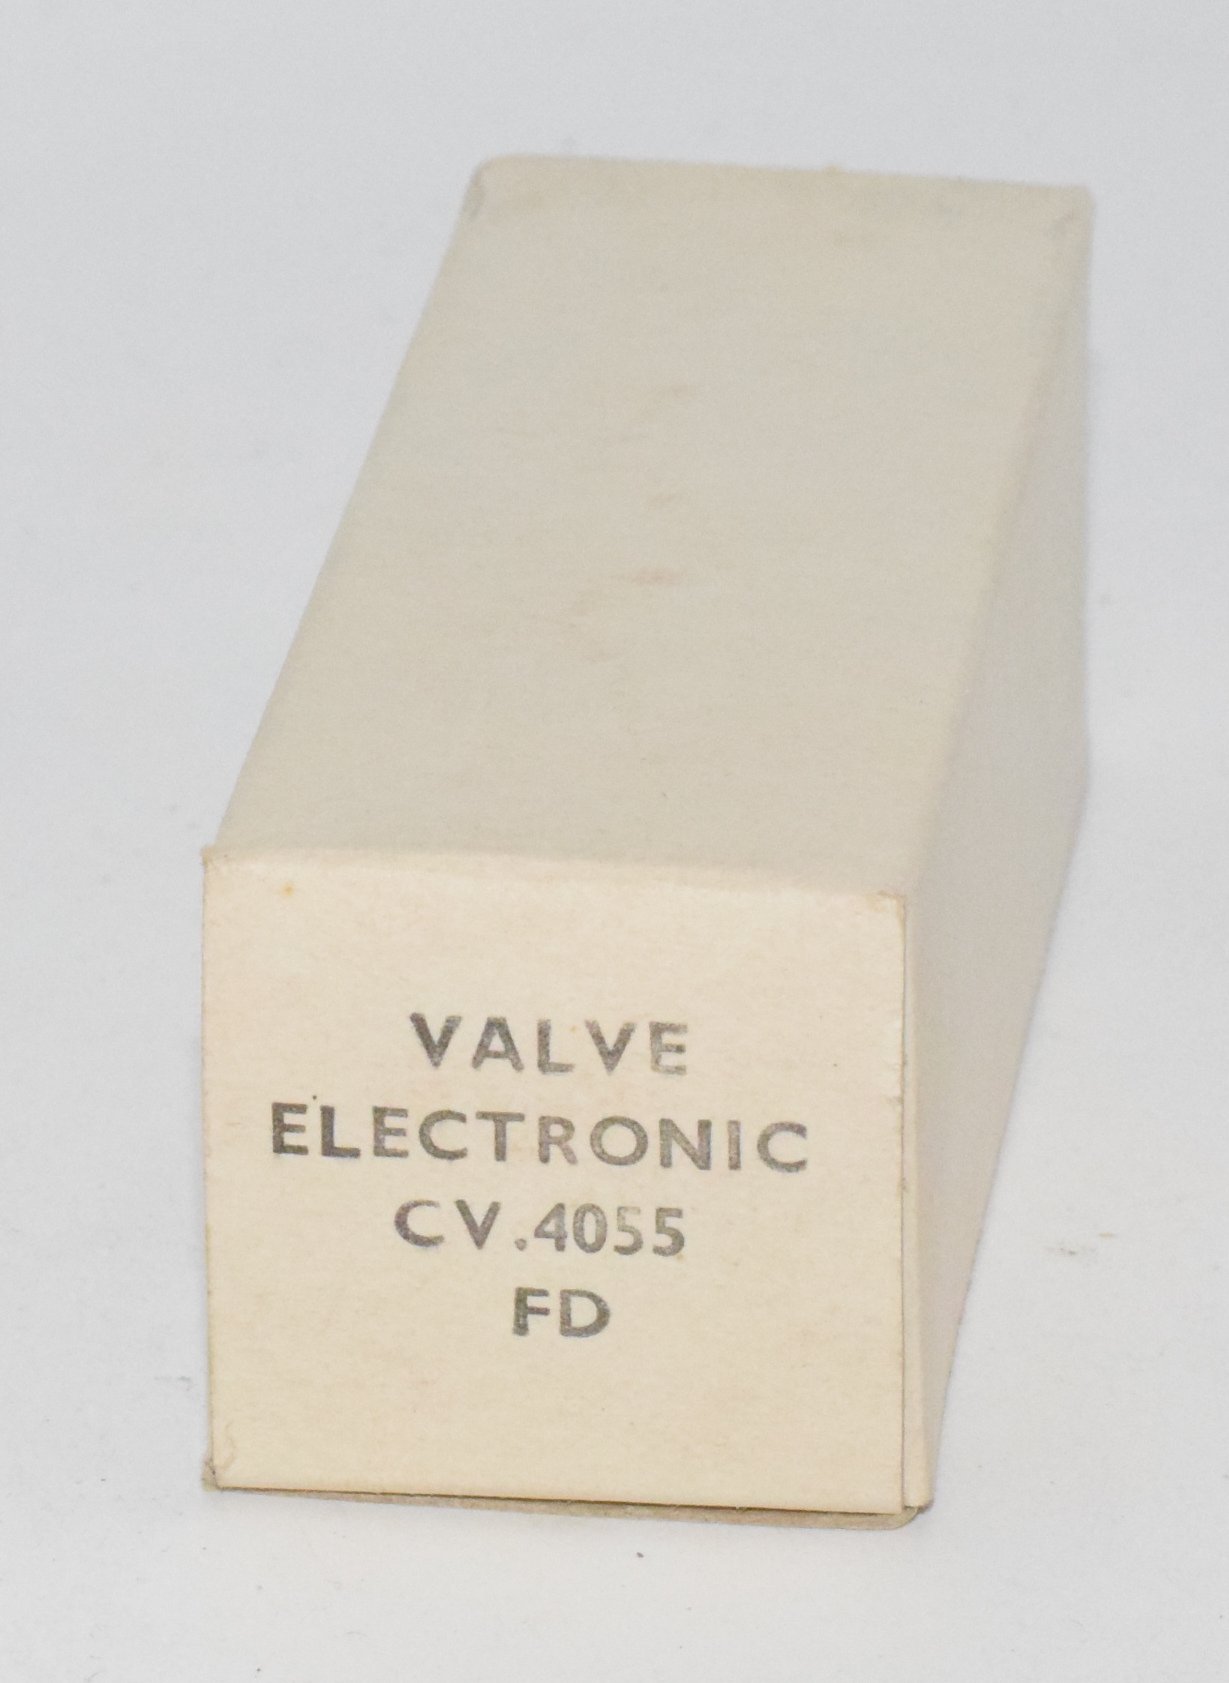 VALVE
ELECTRONIC
CV.4055
FD